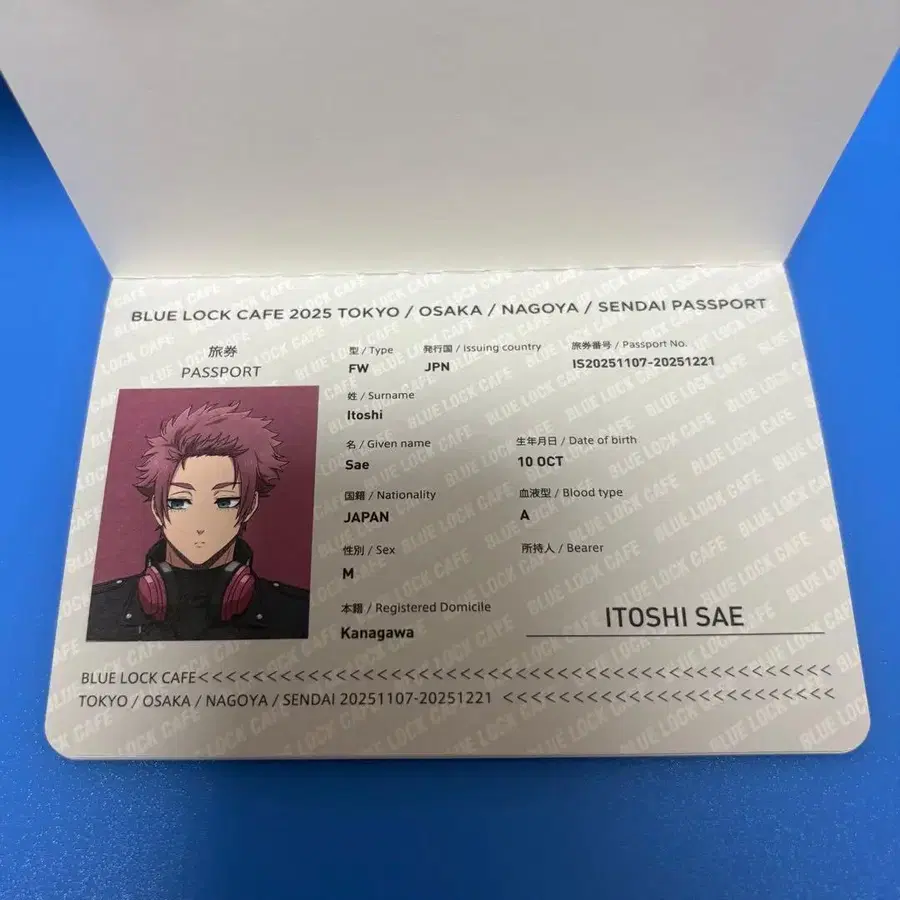 BLUE LOCK CAFE 2025 TOKYO / OSAKA / NAGOYA / SENDAI PASSPORT
旅券
PASSPORT
型 / Type
発行国 / issuing country
旅券番号 / Passport No.
FW
JPN
IS20251107-20251221
姓 / Surname
Itoshi
名 / Given name
生年月日 / Date of birth
Sae
10 OCT
国籍 / Nationality
血液型 / Blood type
JAPAN
A
性別 / Sex
所持人 / Bearer
M
本籍 / Registered Domicile
Kanagawa
ITOSHI SAE
BLUE LOCK CAFE<<<<<<<<<<<<<<<<<<<<<<<<<<<<<<<<<<<<<<<<<<<
TOKYO / OSAKA / NAGOYA / SENDAI 20251107-20251221 <<<<<<<<<<<<<<<<<<<<<<